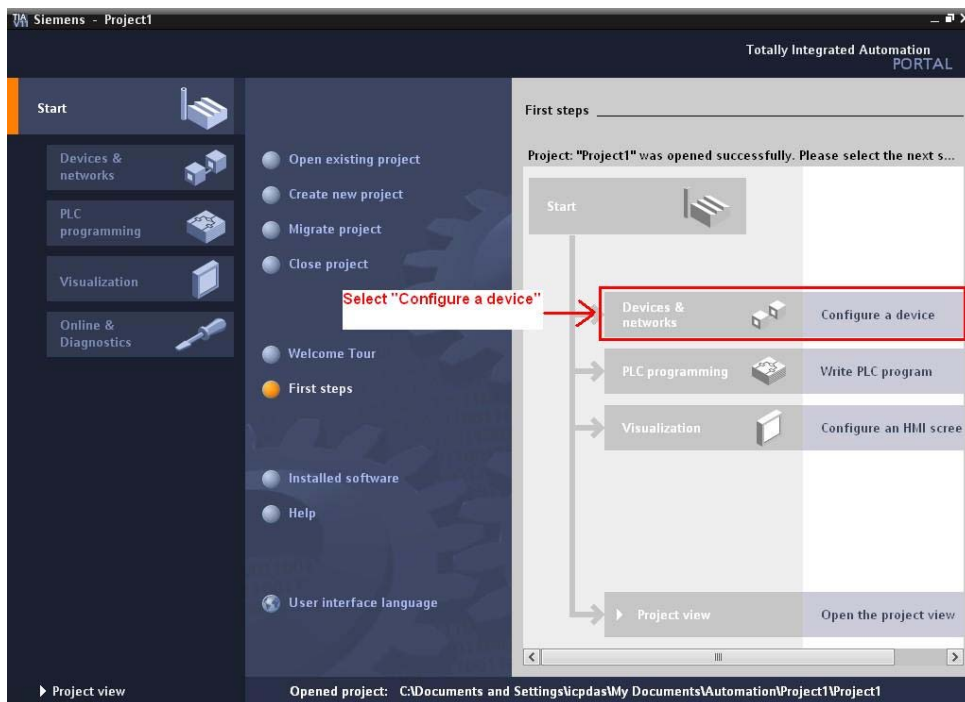 Siemens - Project1
Totally Integrated Automation
PORTAL
Start
Devices &
networks
PLC
programming
Visualization
Online &
Diagnostics
Open existing project
Create new project
Migrate project
Close project
Welcome Tour
First steps
Installed software
Help
User interface language
First steps
Project: "Project1" was opened successfully. Please select the next s...
Start
Select "Configure a device"
Devices &
networks
Configure a device
PLC programming
Write PLC program
Visualization
Configure an HMI scree
Project view
Open the project view
Project view
Opened project: C:\Documents and Settings\icpdas\My Documents\Automation\Project1\Project1